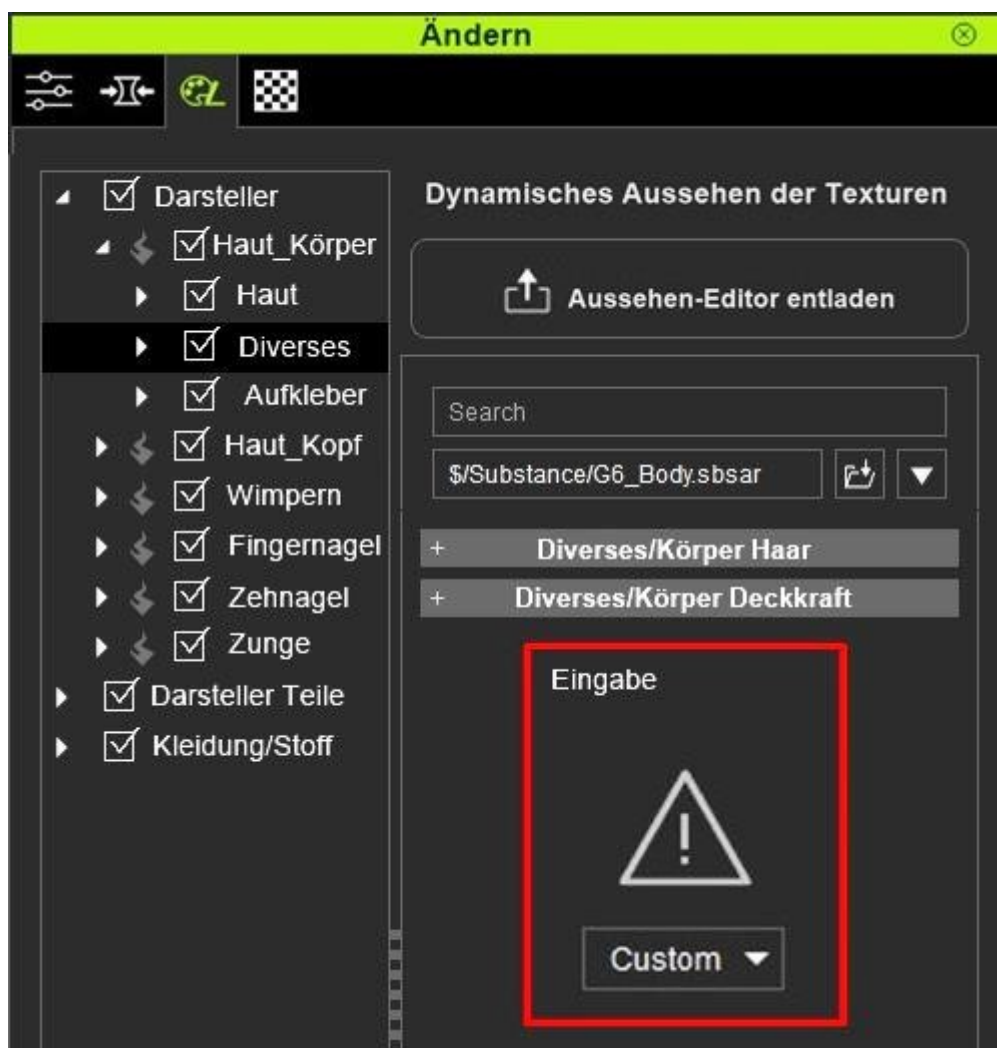 Ändern
Darsteller
Haut_Körper
Haut
Diverses
Aufkleber
Haut_Kopf
Wimpern
Fingernagel
Zehnagel
Zunge
Darsteller Teile
Kleidung/Stoff
Dynamisches Aussehen der Texturen
Aussehen-Editor entladen
Search
$/Substance/G6_Body.sbsar
+ Diverses/Körper Haar
+ Diverses/Körper Deckkraft
Eingabe
Custom